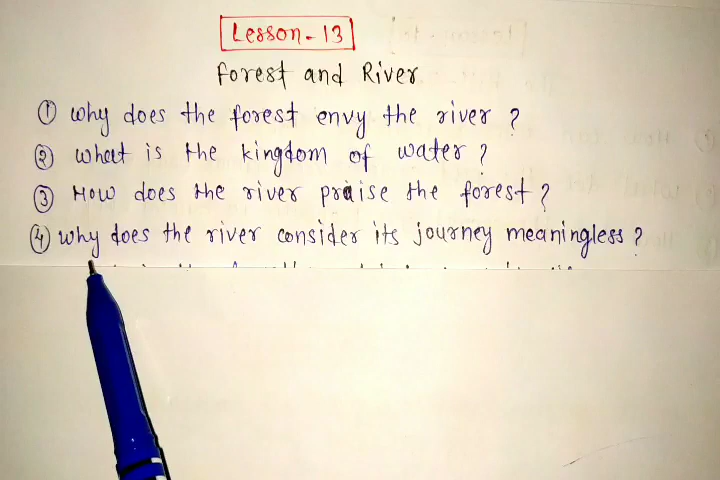 Lesson-13
Forest and River
① why does the forest envy the river ?
② what is the kingdom of water ?
③ How does the river praise the forest ?
④ why does the river consider its journey meaningless ?